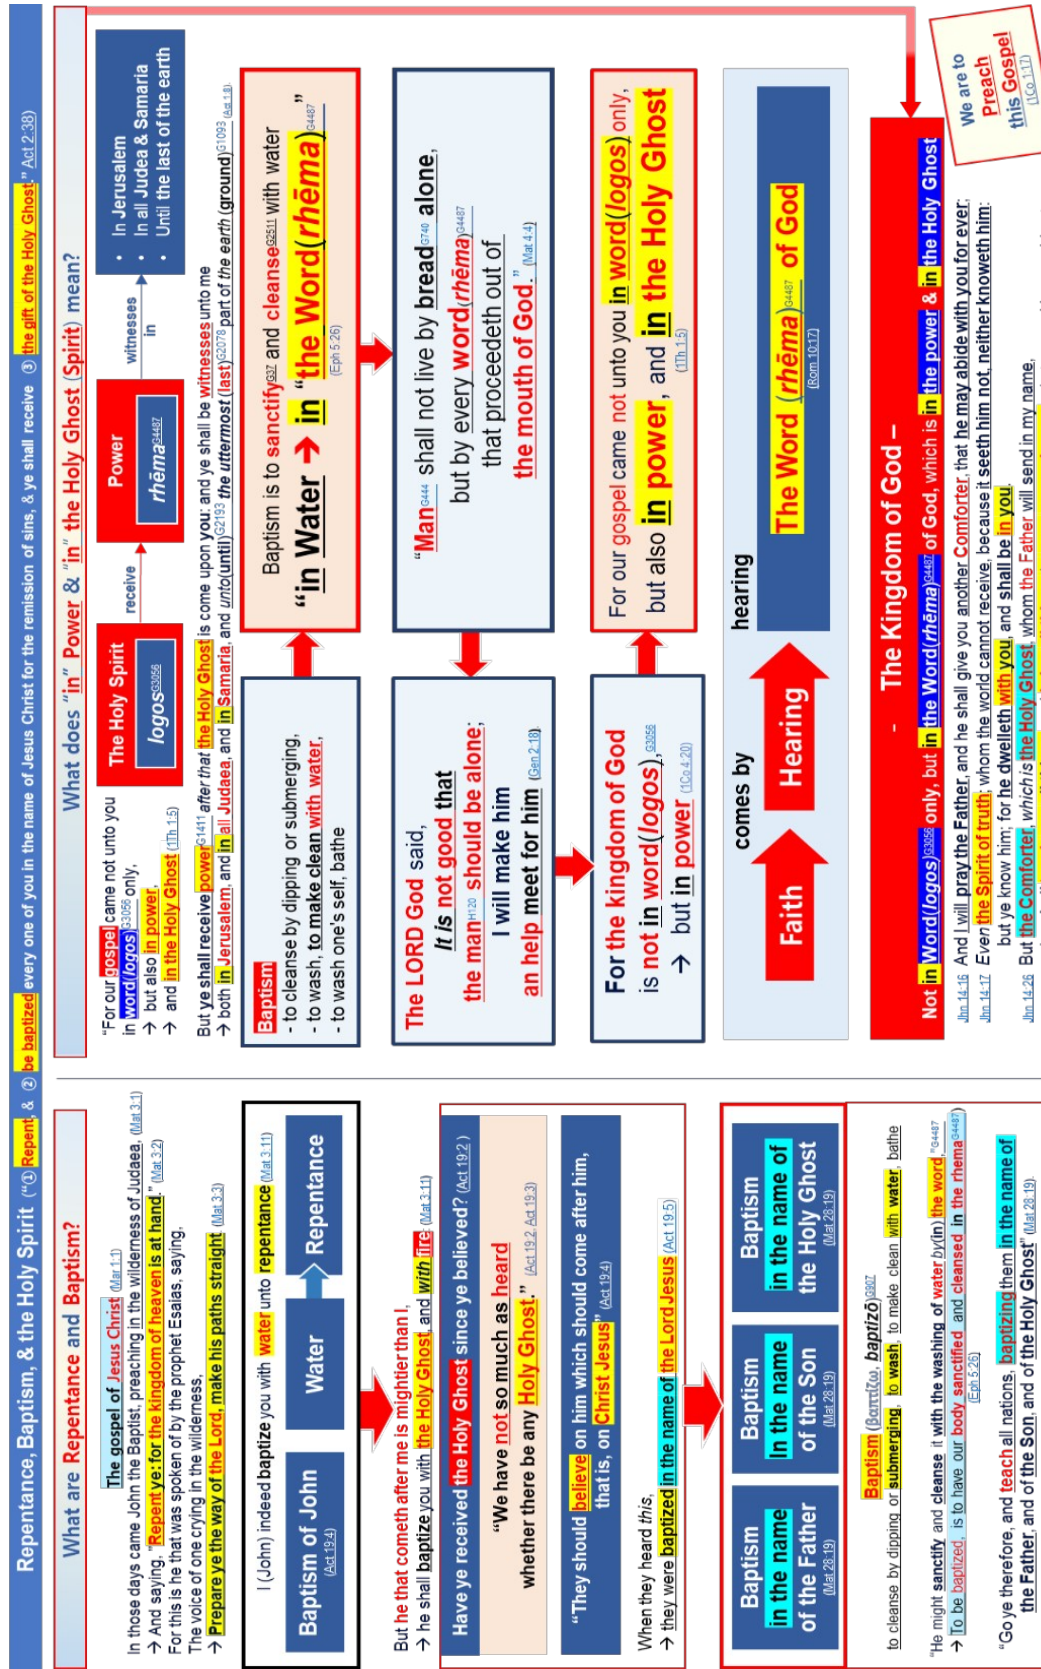 Repentance, Baptism, & the Holy Spirit ("① Repent, & ② be baptized every one of you in the name of Jesus Christ for the remission of sins, & ye shall receive ③ the gift of the Holy Ghost." Act 2:38)
What are Repentance and Baptism?
The gospel of Jesus Christ (Mar 1:1)
In those days came John the Baptist, preaching in the wilderness of Judaea, (Mat 3:1)
→ And saying, "Repent ye: for the kingdom of heaven is at hand." (Mat 3:2)
For this is he that was spoken of by the prophet Esaias, saying,
The voice of one crying in the wilderness,
→ Prepare ye the way of the Lord, make his paths straight (Mat 3:3)
I (John) indeed baptize you with water unto repentance (Mat 3:11)
Baptism of John
(Act 19:4)
Water
Repentance
But he that cometh after me is mightier than I,
→ he shall baptize you with the Holy Ghost, and with fire: (Mat 3:11)
Have ye received the Holy Ghost since ye believed? (Act 19:2)
"We have not so much as heard
whether there be any Holy Ghost." (Act 19:2, Act 19:3)
"They should believe on him which should come after him,
that is, on Christ Jesus" (Act 19:4)
When they heard this,
→ they were baptized in the name of the Lord Jesus (Act 19:5)
Baptism
in the name
of the Father
(Mat 28:19)
Baptism
In the name
of the Son
(Mat 28:19)
Baptism
in the name of
the Holy Ghost
(Mat 28:19)
Baptism (βαπτίζω, baptizō)G907
to cleanse by dipping or submerging, to wash, to make clean with water, bathe
"He might sanctify and cleanse it with the washing of water by(in) the word,"G4487
→ To be baptized, is to have our body sanctified and cleansed in the rhemaG4487)
(Eph 5:26)
"Go ye therefore, and teach all nations, baptizing them in the name of
the Father, and of the Son, and of the Holy Ghost" (Mat 28:19)
What does "in" Power & "in" the Holy Ghost (Spirit) mean?
"For our gospel came not unto you
in word(logos)G3056 only,
→ but also in power,
→ and in the Holy Ghost (1Th 1:5)
The Holy Spirit
logosG3056
receive
Power
rhēmaG4487
witnesses
in
• In Jerusalem
• In all Judea & Samaria
• Until the last of the earth
But ye shall receive powerG1411 after that the Holy Ghost is come upon you: and ye shall be witnesses unto me
→ both in Jerusalem, and in all Judaea, and in Samaria, and unto(until)G2193 the uttermost (last)G2078 part of the earth (ground)G1093 (Act 1:8)
Baptism
- to cleanse by dipping or submerging,
- to wash, to make clean with water,
- to wash one's self, bathe
Baptism is to sanctifyG37 and cleanseG2511 with water
"in Water → in "the Word(rhēma)G4487"
(Eph 5:26)
The LORD God said,
It is not good that
the manH120 should be alone;
I will make him
an help meet for him (Gen 2:18)
"ManG444 shall not live by breadG740 alone,
but by every word(rhēma)G4487
that proceedeth out of
the mouth of God." (Mat 4:4)
For the kingdom of God
is not in word(logos),G3056
→ but in power (1Co 4:20)
For our gospel came not unto you in word(logos) only,
but also in power, and in the Holy Ghost
(1Th 1:5)
comes by
hearing
Faith
Hearing
The Word (rhēma)G4487 of God
(Rom 10:17)
- The Kingdom of God –
Not in Word(logos)G3056 only, but in the Word(rhēma)G4487 of God, which is in the power & in the Holy Ghost
We are to
Preach
this Gospel
(1Co 1:17)
Jhn 14:16 And I will pray the Father, and he shall give you another Comforter, that he may abide with you for ever;
Jhn 14:17 Even the Spirit of truth; whom the world cannot receive, because it seeth him not, neither knoweth him:
but ye know him; for he dwelleth with you, and shall be in you.
Jhn 14:26 But the Comforter, which is the Holy Ghost, whom the Father will send in my name,